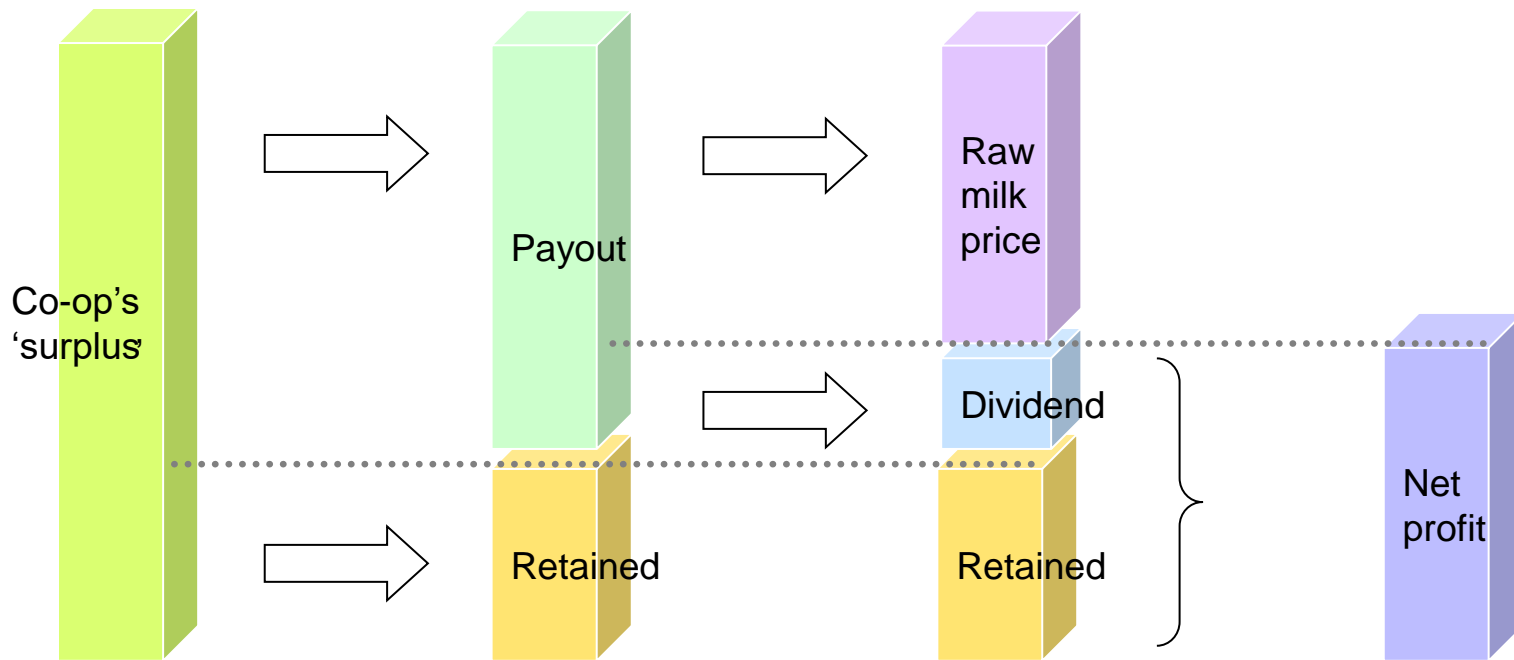 Co-op’s
‘surplus’
Payout
Retained
Raw
milk
price
Dividend
Retained
Net
profit